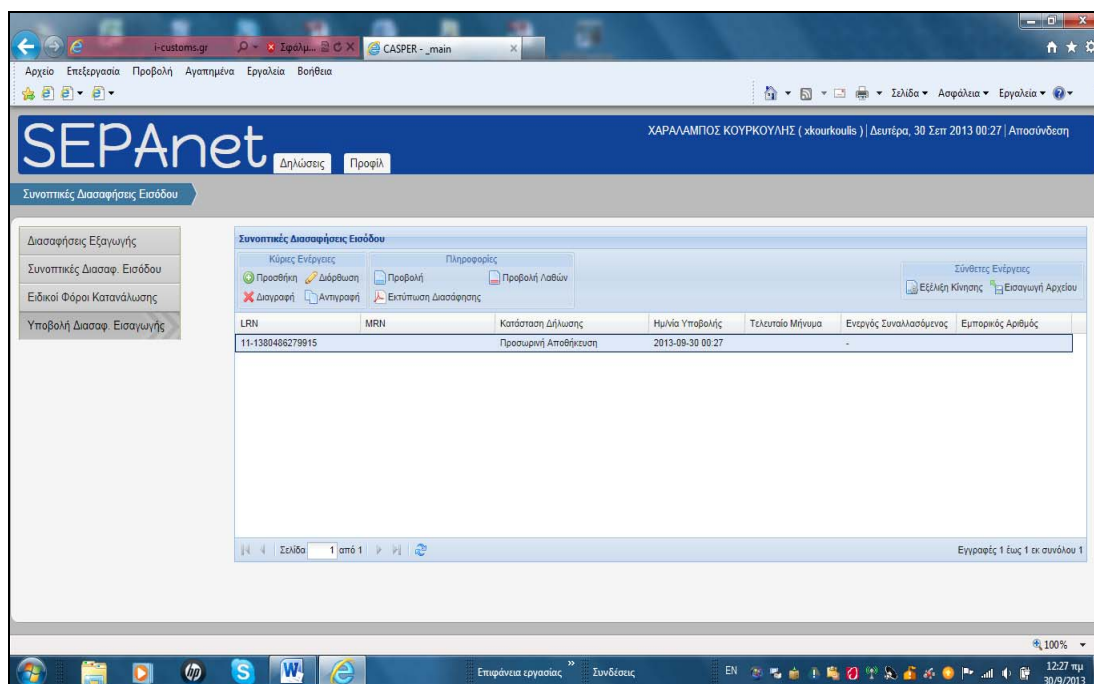 i-customs.gr
Σφάλμ...
CASPER - _main
Αρχείο Επεξεργασία Προβολή Αγαπημένα Εργαλεία Βοήθεια
Σελίδα Ασφάλεια Εργαλεία
SEPAnet
Δηλώσεις Προφίλ
ΧΑΡΑΛΑΜΠΟΣ ΚΟΥΡΚΟΥΛΗΣ ( xkourkoulis ) | Δευτέρα, 30 Σεπ 2013 00:27 | Αποσύνδεση
Συνοπτικές Διασαφήσεις Εισόδου
Διασαφήσεις Εξαγωγής
Συνοπτικές Διασαφ. Εισόδου
Ειδικοί Φόροι Κατανάλωσης
Υποβολή Διασαφ. Εισαγωγής
Συνοπτικές Διασαφήσεις Εισόδου
Κύριες Ενέργειες Πληροφορίες Σύνθετες Ενέργειες
Προσθήκη Διόρθωση Προβολή Προβολή Λαθών
Διαγραφή Αντιγραφή Εκτύπωση Διασάφησης Εξέλιξη Κίνησης Εισαγωγή Αρχείου
LRN MRN Κατάσταση Δήλωσης Ημ/νία Υποβολής Τελευταίο Μήνυμα Ενεργός Συναλλασόμενος Εμπορικός Αριθμός
11-1380486279915 Προσωρινή Αποθήκευση 2013-09-30 00:27 -
Σελίδα 1 από 1 Εγγραφές 1 έως 1 εκ συνόλου 1
100%
Επιφάνεια εργασίας Συνδέσεις EN 12:27 πμ
30/9/2013